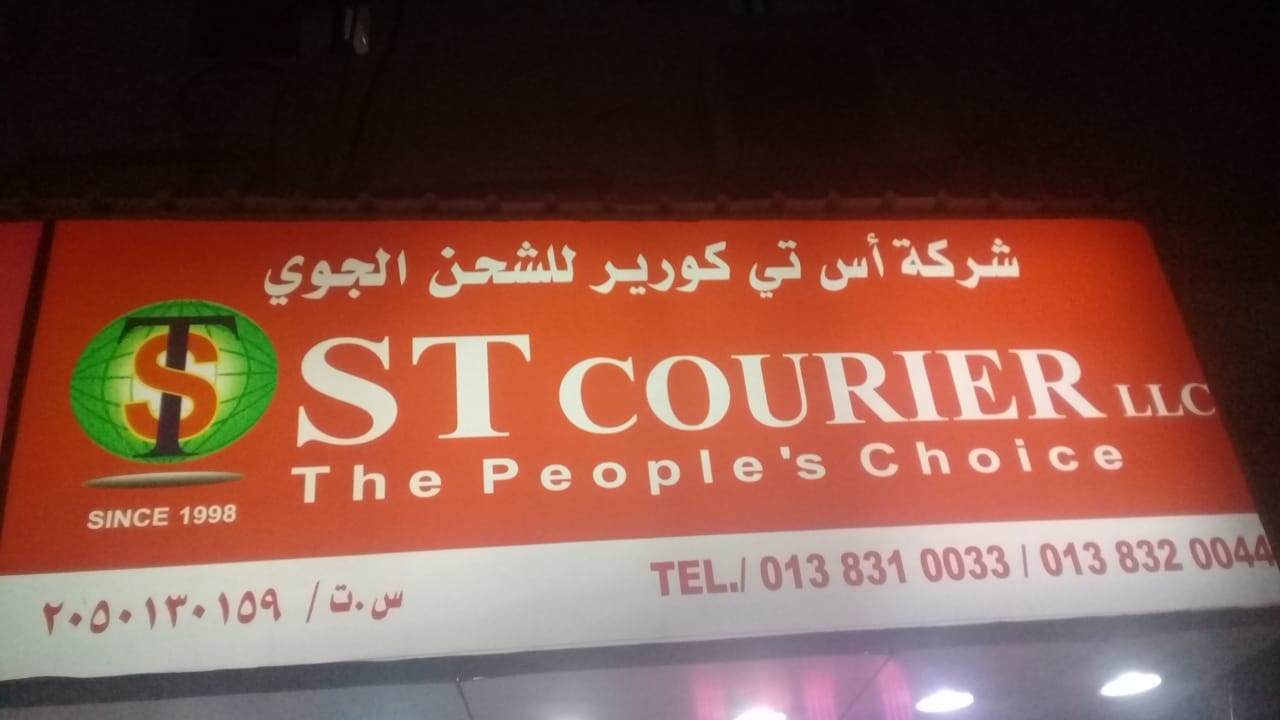 شركة أس تي كورير للشحن الجوي
ST COURIER LLC
The People's Choice
SINCE 1998
TEL./ 013 831 0033 / 013 832 0044
س.ت / ٢٠٥٠١٣٠١٥٩